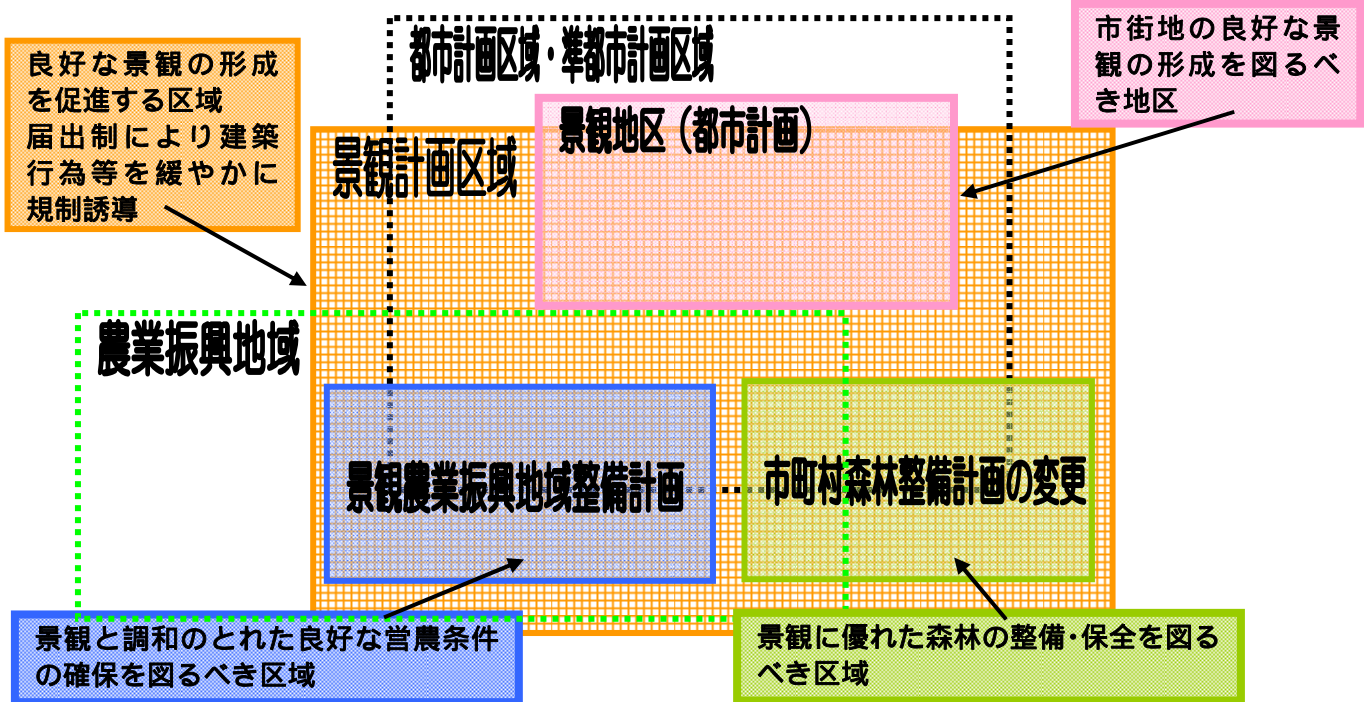 良好な景観の形成
を促進する区域
届出制により建築
行為等を緩やかに
規制誘導
都市計画区域・準都市計画区域
市街地の良好な景
観の形成を図るべ
き地区
景観地区（都市計画）
景観計画区域
農業振興地域
景観農業振興地域整備計画
市町村森林整備計画の変更
景観と調和のとれた良好な営農条件
の確保を図るべき区域
景観に優れた森林の整備・保全を図る
べき区域